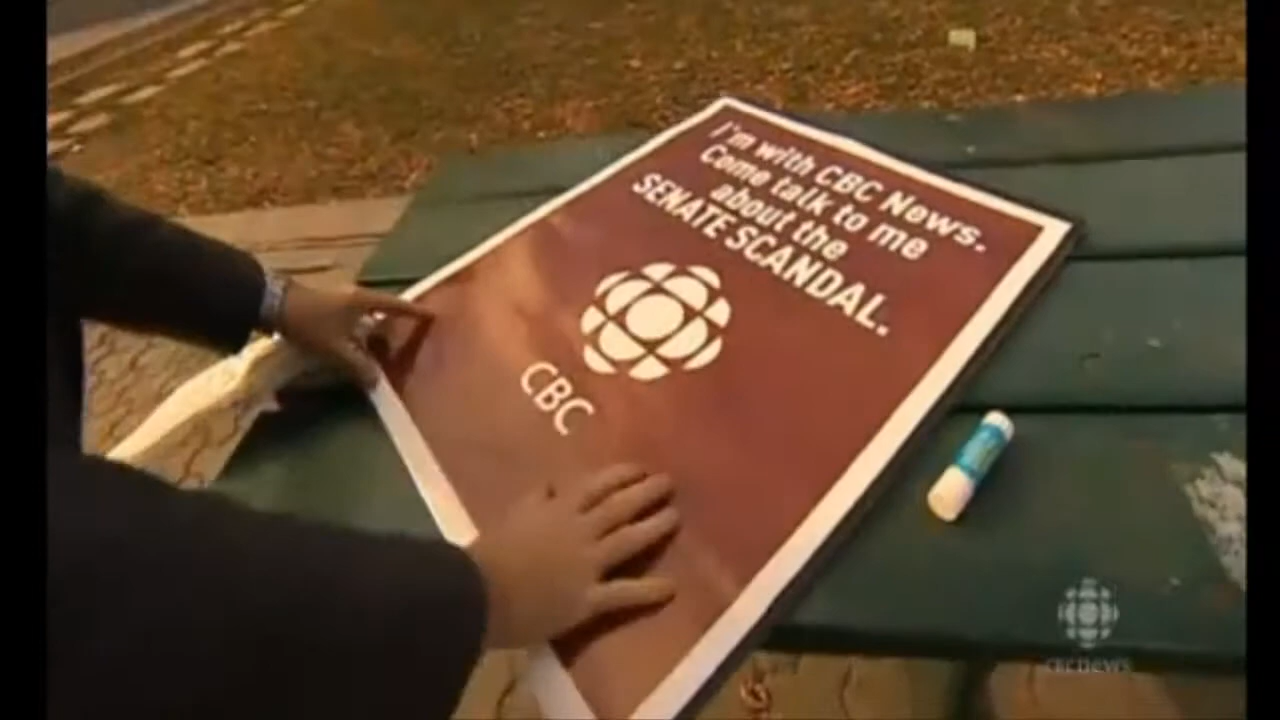 I'm with CBC News.
Come talk to me
about the
SENATE SCANDAL.
CBC
cbcnews